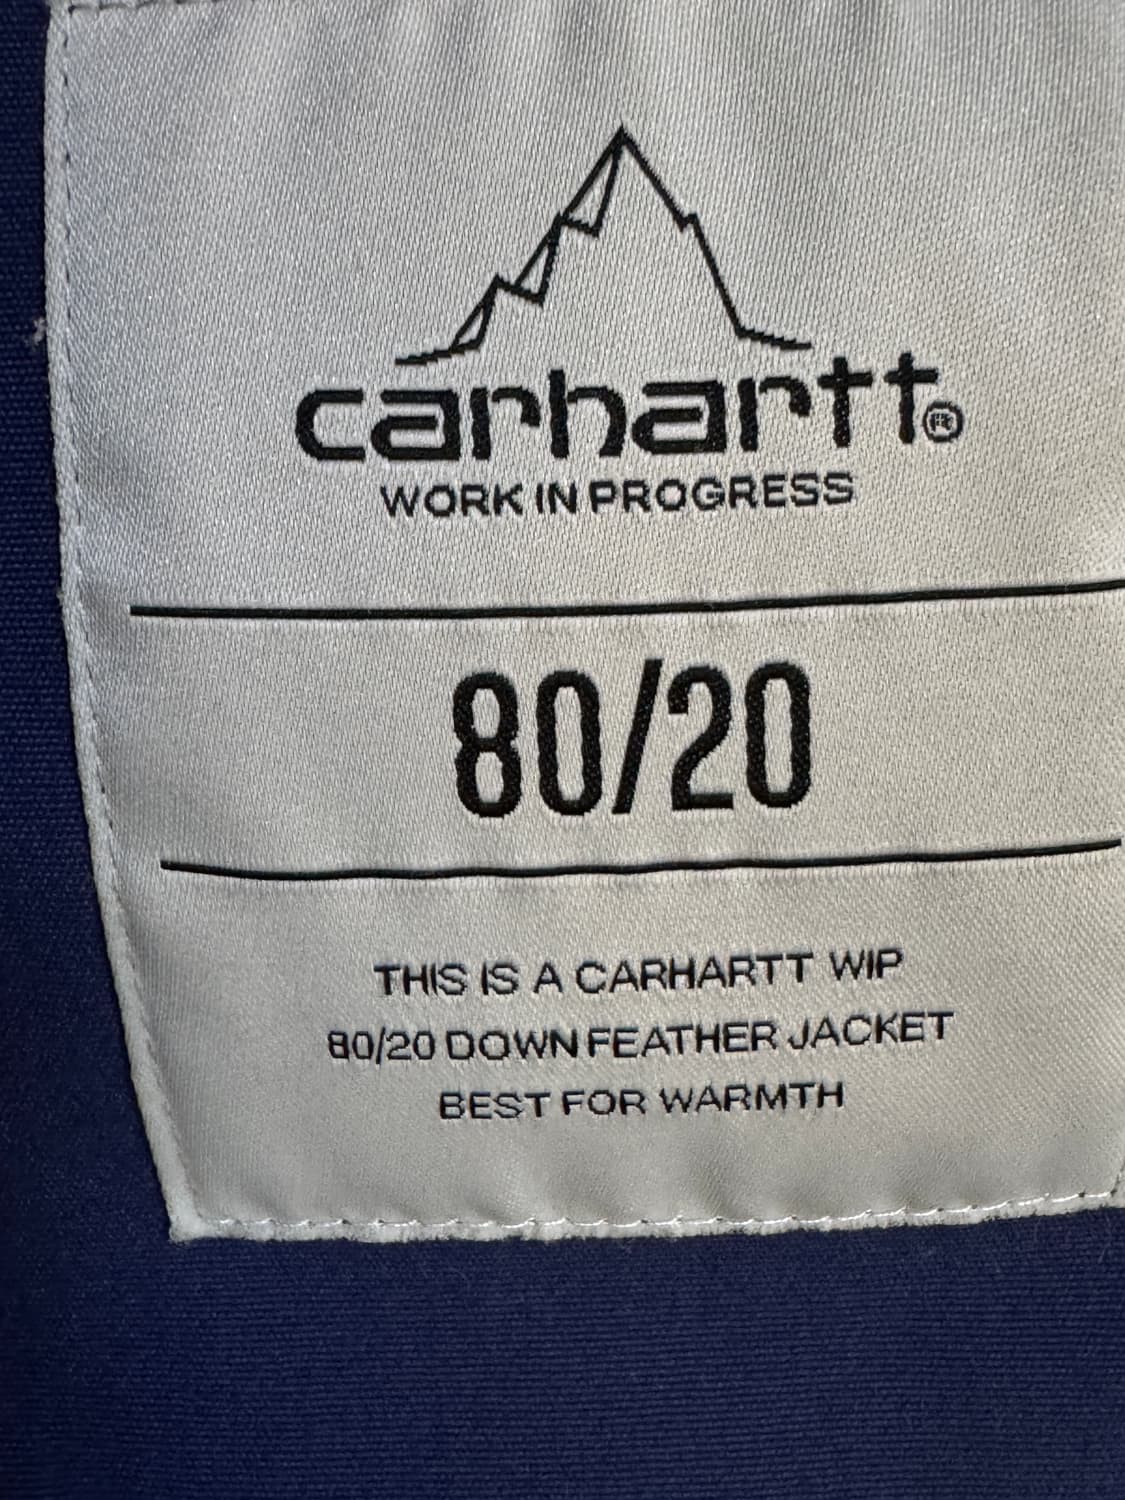 carhartt®
WORK IN PROGRESS
80/20
THIS IS A CARHARTT WIP
80/20 DOWN FEATHER JACKET
BEST FOR WARMTH